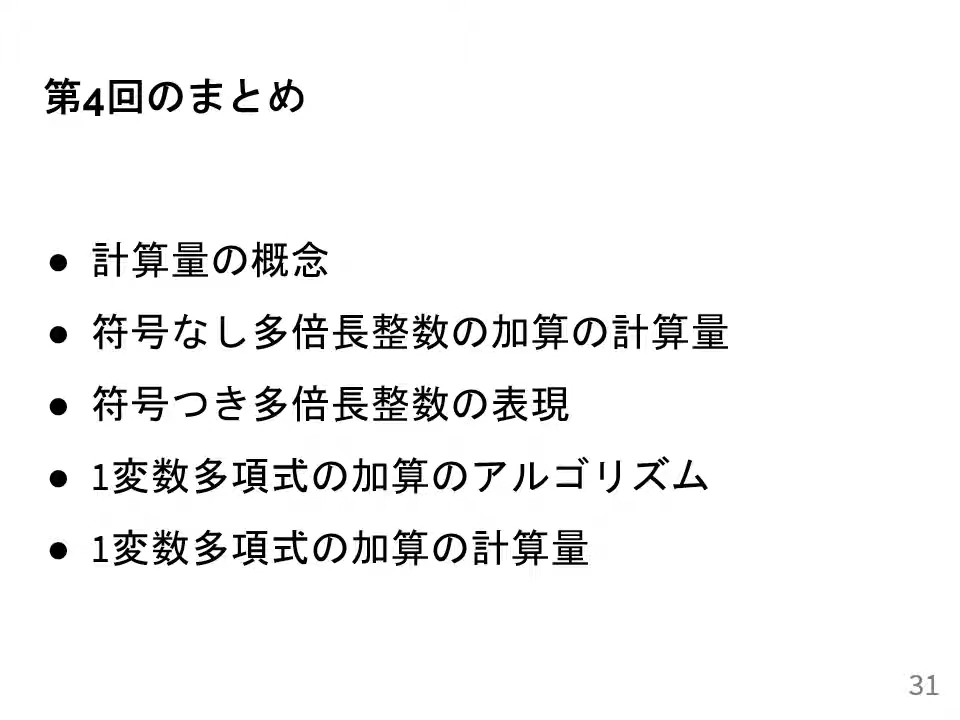 第4回のまとめ
● 計算量の概念
● 符号なし多倍長整数の加算の計算量
● 符号つき多倍長整数の表現
● 1変数多項式の加算のアルゴリズム
● 1変数多項式の加算の計算量
31